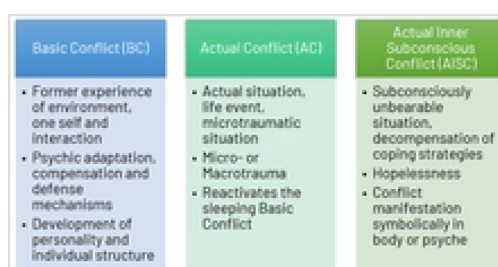 Basic Conflict (BC)
• Former experience
of environment,
one self and
interaction
• Psychic adaptation,
compensation and
defense
mechanisms
• Development of
personality and
individual structure
Actual Conflict (AC)
• Actual situation,
life event,
microtraumatic
situation
• Micro- or
Macrotrauma
• Reactivates the
sleeping Basic
Conflict
Actual Inner
Subconscious
Conflict (AISC)
• Subconsciously
unbearable
situation,
decompensation of
coping strategies
• Hopelessness
• Conflict
manifestation
symbolically in
body or psyche